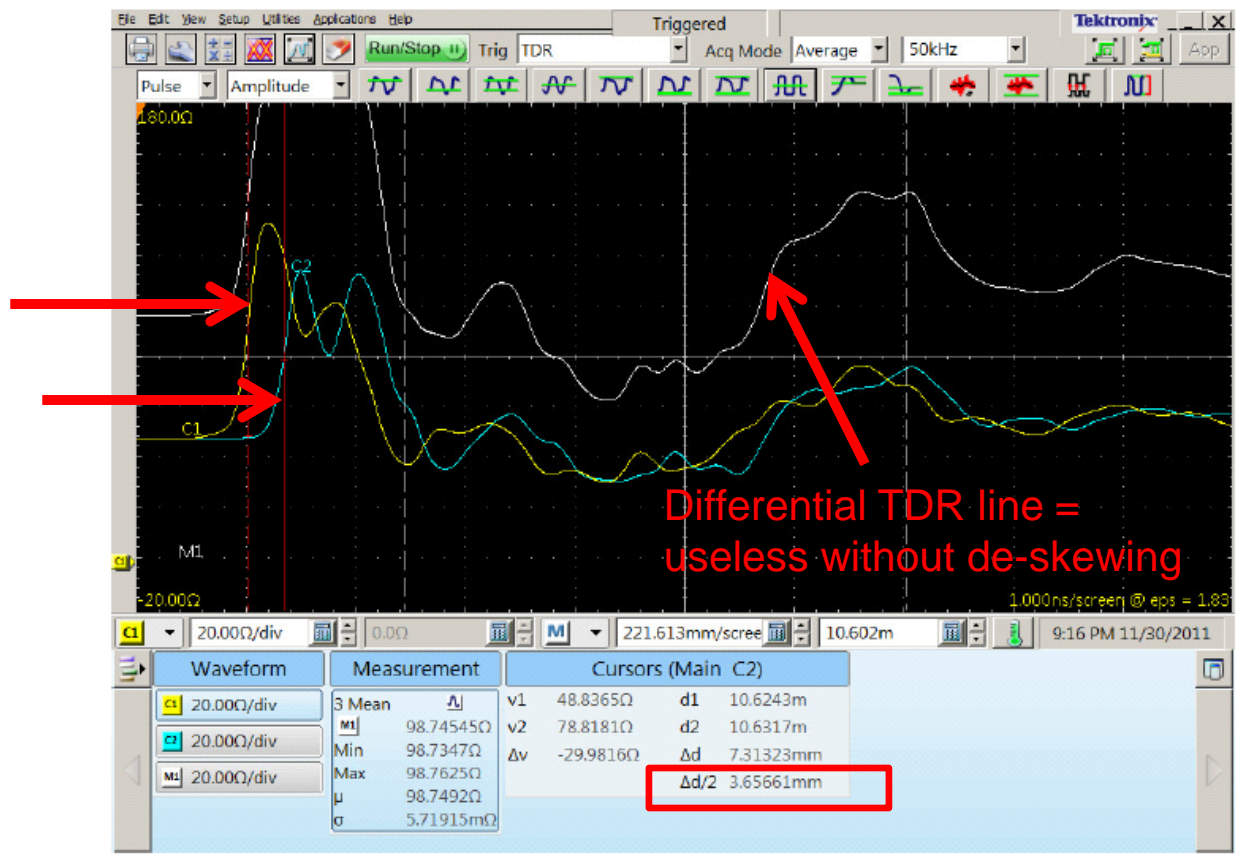 File Edit View Setup Utilities Applications Help
Triggered
Tektronix
Run/Stop
Trig TDR
Acq Mode Average
50kHz
App
Pulse
Amplitude
180.0Ω
C2
C1
Differential TDR line =
useless without de-skewing
M1
C1
-20.00Ω
1.000ns/screen @ eps = 1.83
C1
20.00Ω/div
0.0Ω
M
221.613mm/scree
10.602m
9:16 PM 11/30/2011
Waveform
Measurement
Cursors (Main C2)
C1 20.00Ω/div
C2 20.00Ω/div
M1 20.00Ω/div
3 Mean
M1 98.74545Ω
Min 98.7347Ω
Max 98.7625Ω
μ 98.7492Ω
σ 5.71915mΩ
v1 48.8365Ω d1 10.6243m
v2 78.8181Ω d2 10.6317m
Δv -29.9816Ω Δd 7.31323mm
Δd/2 3.65661mm